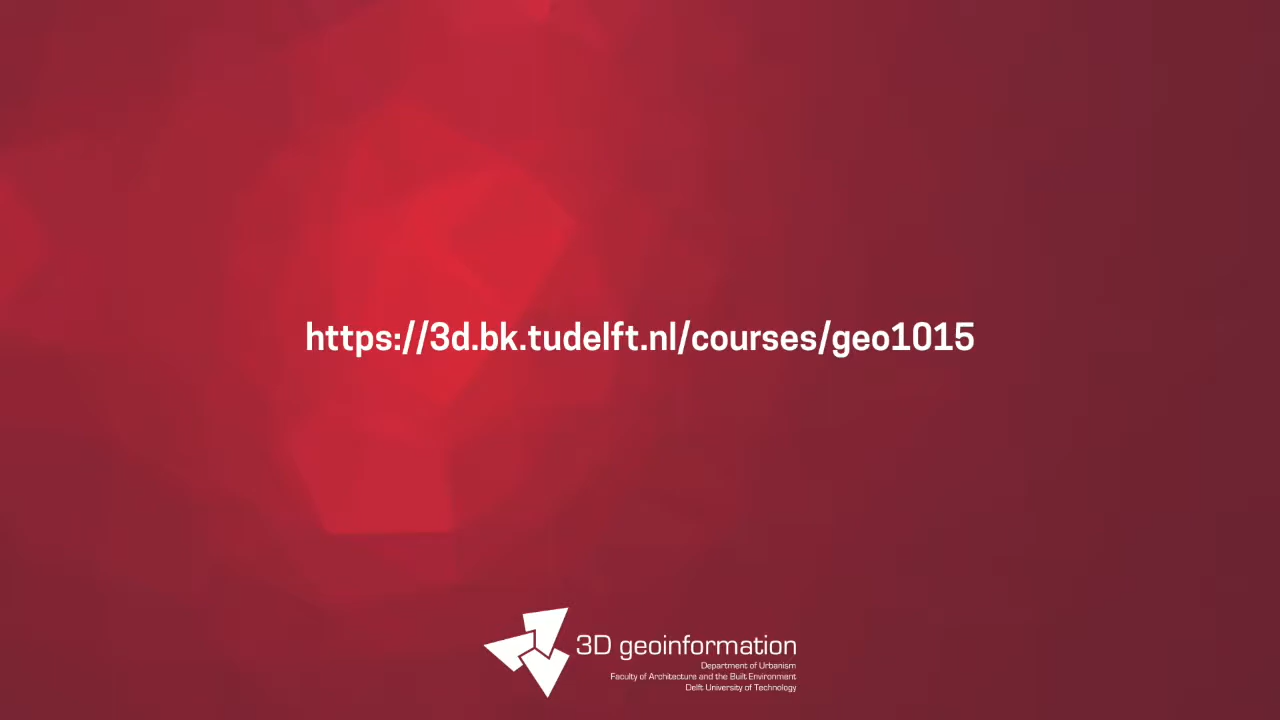 https://3d.bk.tudelft.nl/courses/geo1015
3D geoinformation
Department of Urbanism
Faculty of Architecture and the Built Environment
Delft University of Technology